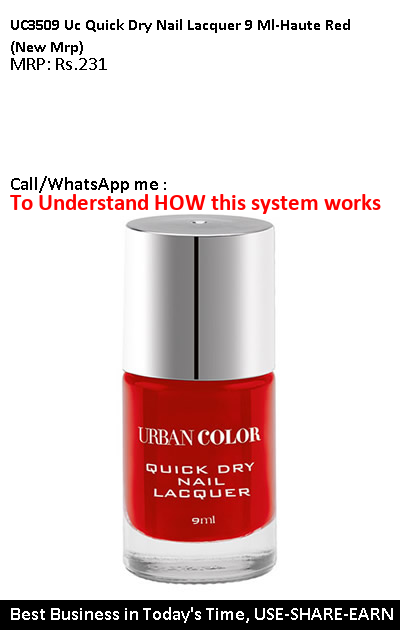 UC3509 Uc Quick Dry Nail Lacquer 9 Ml-Haute Red
(New Mrp)
MRP: Rs.231
Call/WhatsApp me :
To Understand HOW this system works
URBAN COLOR
QUICK DRY
NAIL
LACQUER
9ml
Best Business in Today's Time, USE-SHARE-EARN